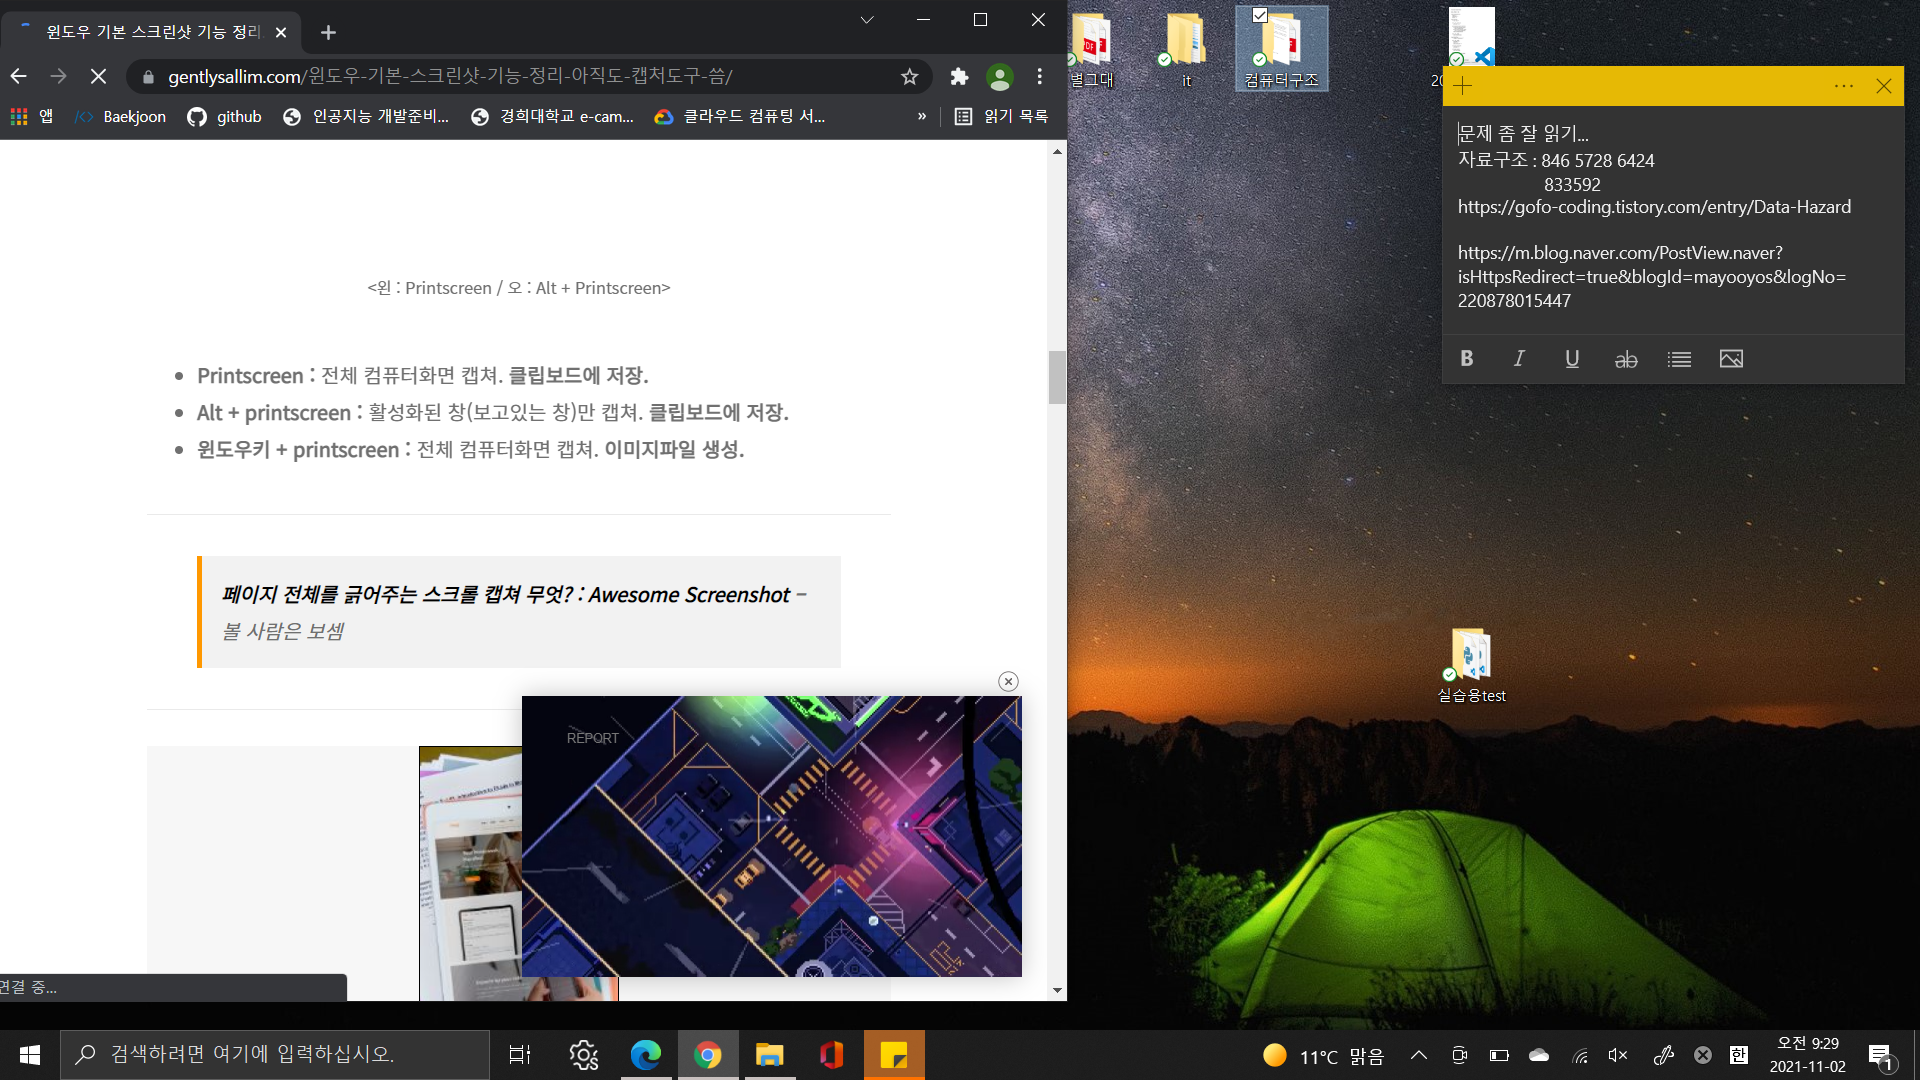 윈도우 기본 스크린샷 기능 정리
gentlysallim.com/윈도우-기본-스크린샷-기능-정리-아직도-캡처도구-씀/
앱
Baekjoon
github
인공지능 개발준비...
경희대학교 e-cam...
클라우드 컴퓨팅 서...
»
읽기 목록
<왼 : Printscreen / 오 : Alt + Printscreen>
Printscreen : 전체 컴퓨터화면 캡쳐. 클립보드에 저장.
Alt + printscreen : 활성화된 창(보고있는 창)만 캡쳐. 클립보드에 저장.
윈도우키 + printscreen : 전체 컴퓨터화면 캡쳐. 이미지파일 생성.
페이지 전체를 긁어주는 스크롤 캡쳐 무엇? : Awesome Screenshot –
볼 사람은 보셈
REPORT
연결 중...
별그대
it
컴퓨터구조
20
문제 좀 잘 읽기...
자료구조 : 846 5728 6424
833592
https://gofo-coding.tistory.com/entry/Data-Hazard
https://m.blog.naver.com/PostView.naver?
isHttpsRedirect=true&blogId=mayooyos&logNo=
220878015447
B I U ab
실습용test
검색하려면 여기에 입력하십시오.
11°C 맑음
한
오전 9:29
2021-11-02
1